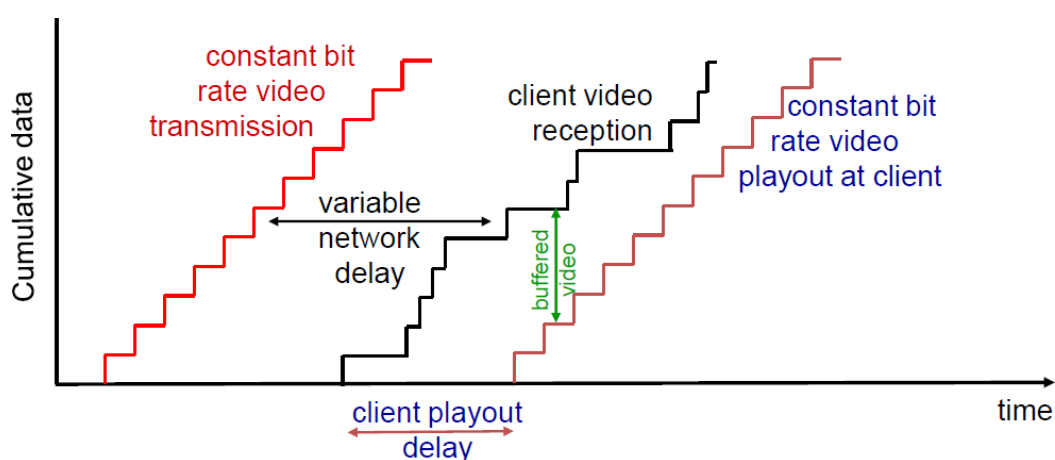 constant bit
rate video
transmission
client video
reception
constant bit
rate video
playout at client
variable
network
delay
buffered
video
Cumulative data
time
client playout
delay